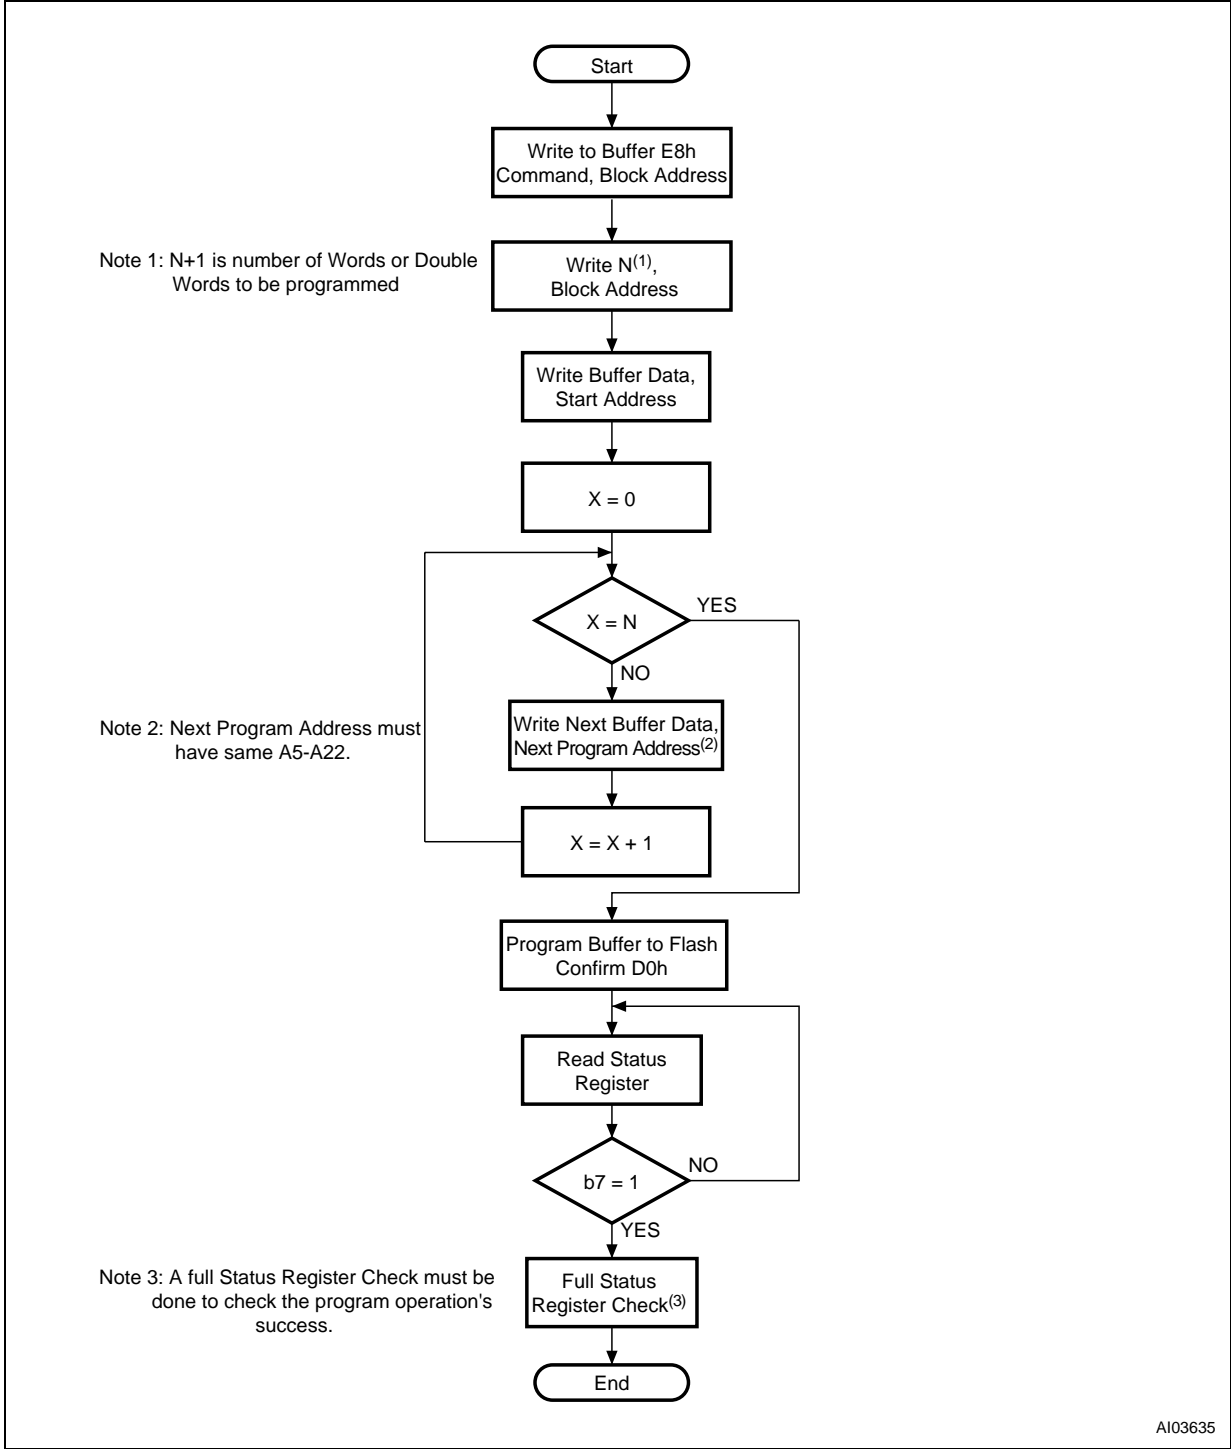 Start
Write to Buffer E8h
Command, Block Address
Note 1: N+1 is number of Words or Double
Words to be programmed
Write N(1),
Block Address
Write Buffer Data,
Start Address
X = 0
X = N
YES
NO
Note 2: Next Program Address must
have same A5-A22.
Write Next Buffer Data,
Next Program Address(2)
X = X + 1
Program Buffer to Flash
Confirm D0h
Read Status
Register
b7 = 1
NO
YES
Note 3: A full Status Register Check must be
done to check the program operation's
success.
Full Status
Register Check(3)
End
AI03635